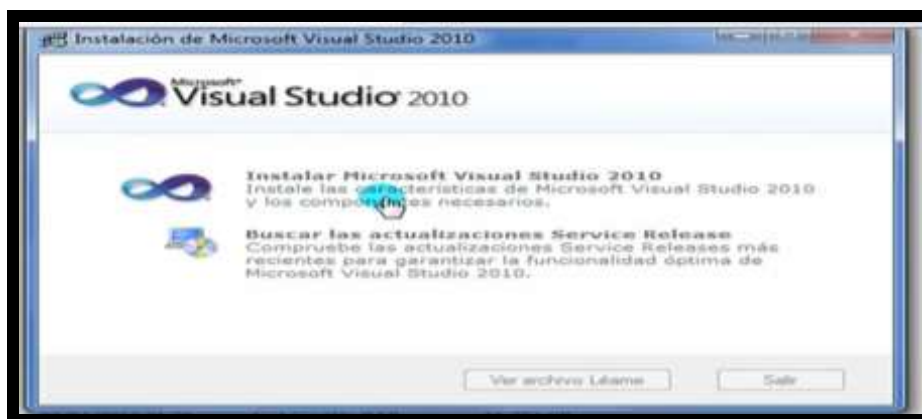 Instalación de Microsoft Visual Studio 2010
Microsoft
Visual Studio 2010
Instalar Microsoft Visual Studio 2010
Instale las características de Microsoft Visual Studio 2010
y los componentes necesarios.
Buscar las actualizaciones Service Release
Compruebe las actualizaciones Service Releases más
recientes para garantizar la funcionalidad óptima de
Microsoft Visual Studio 2010.
Ver archivo Léame
Salir